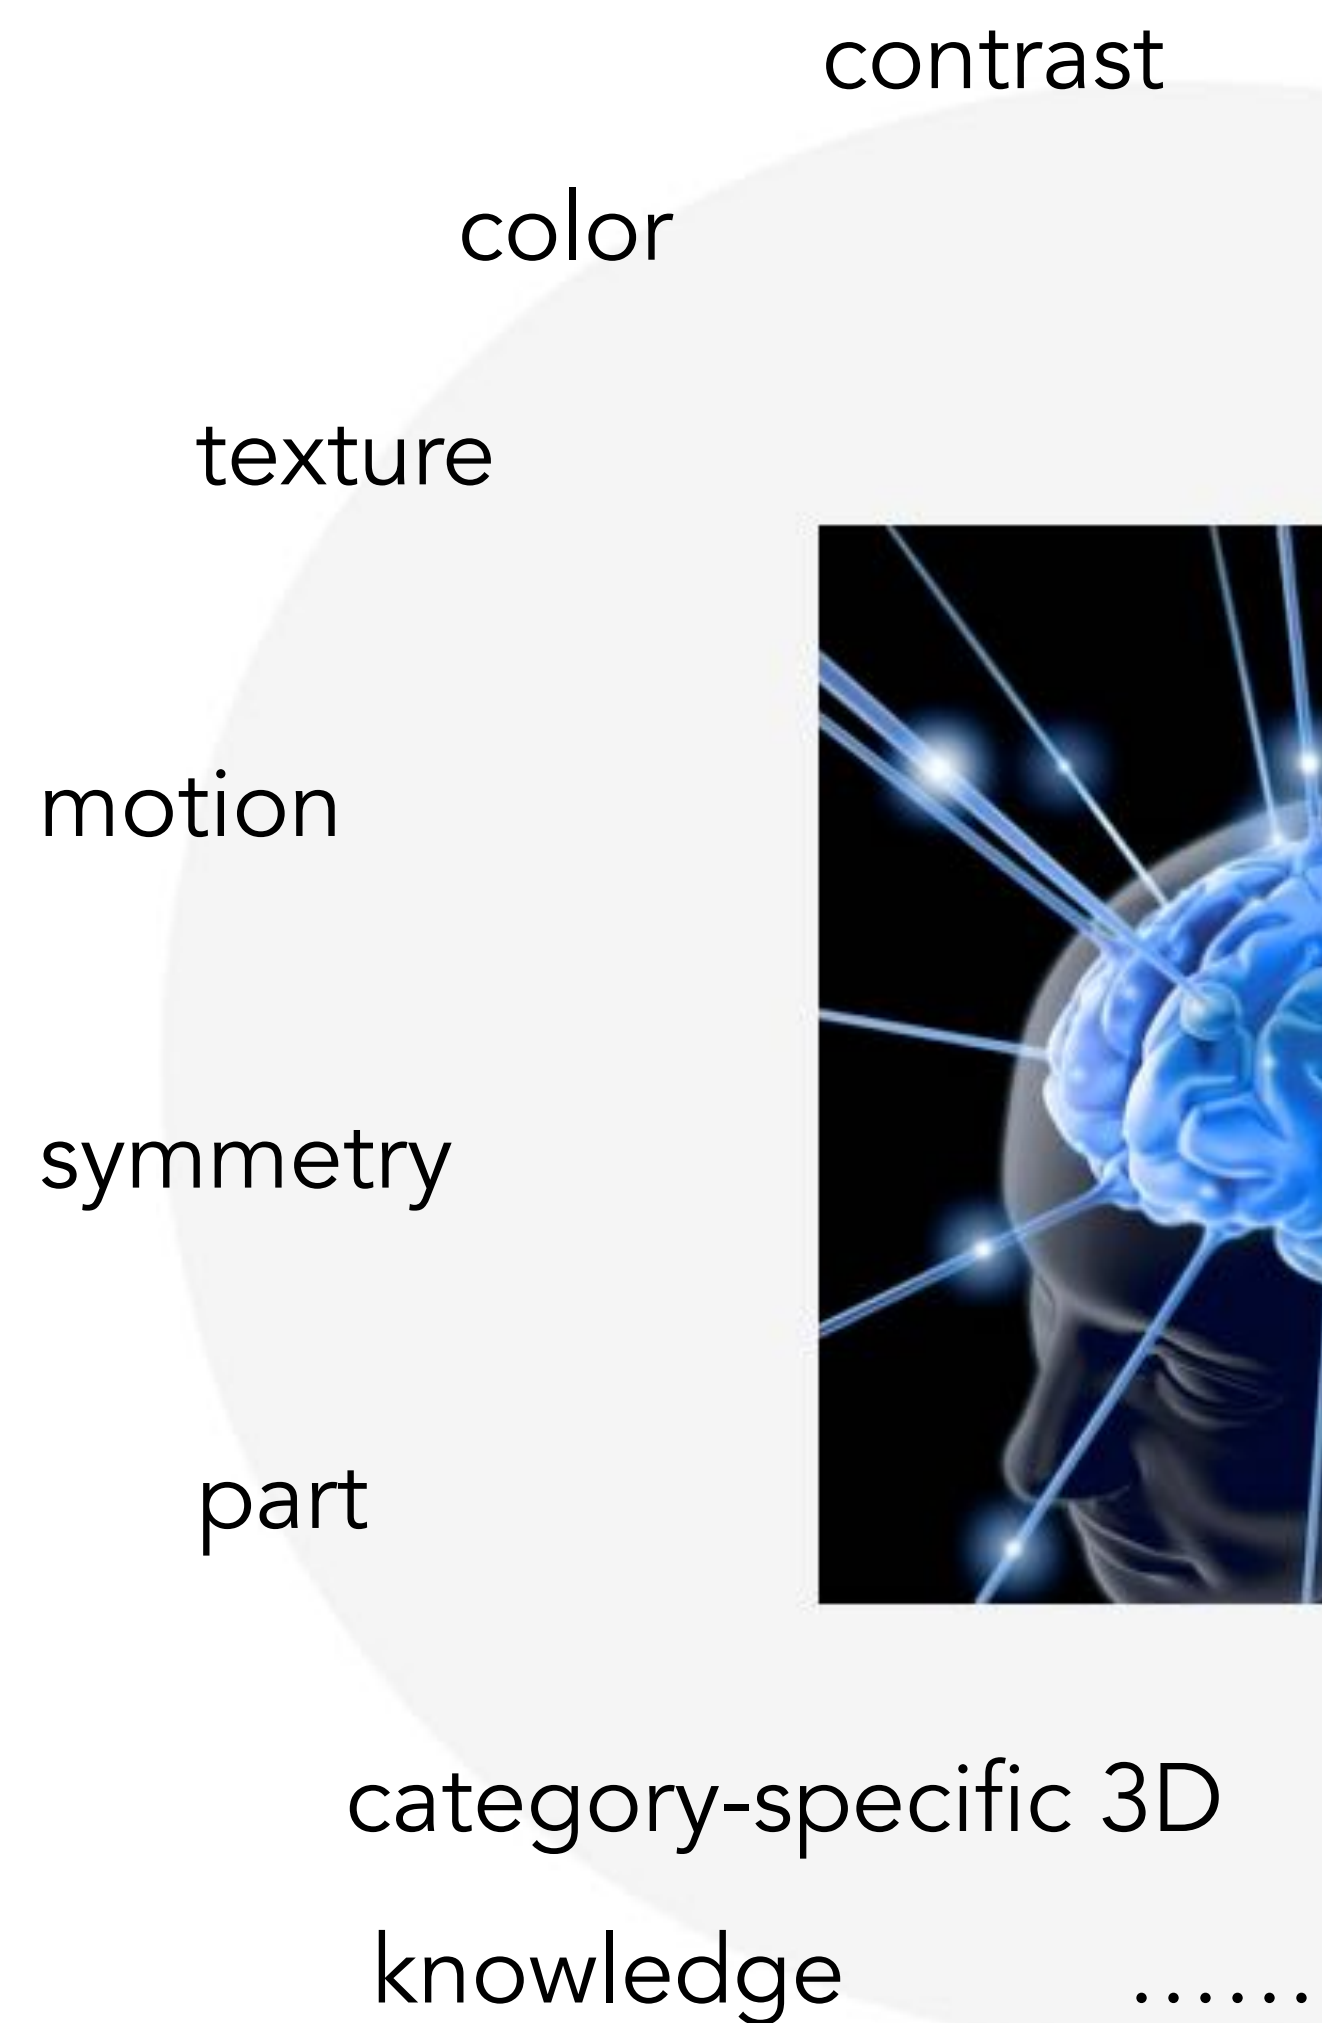 contrast
color
texture
motion
symmetry
part
category-specific 3D
knowledge ......